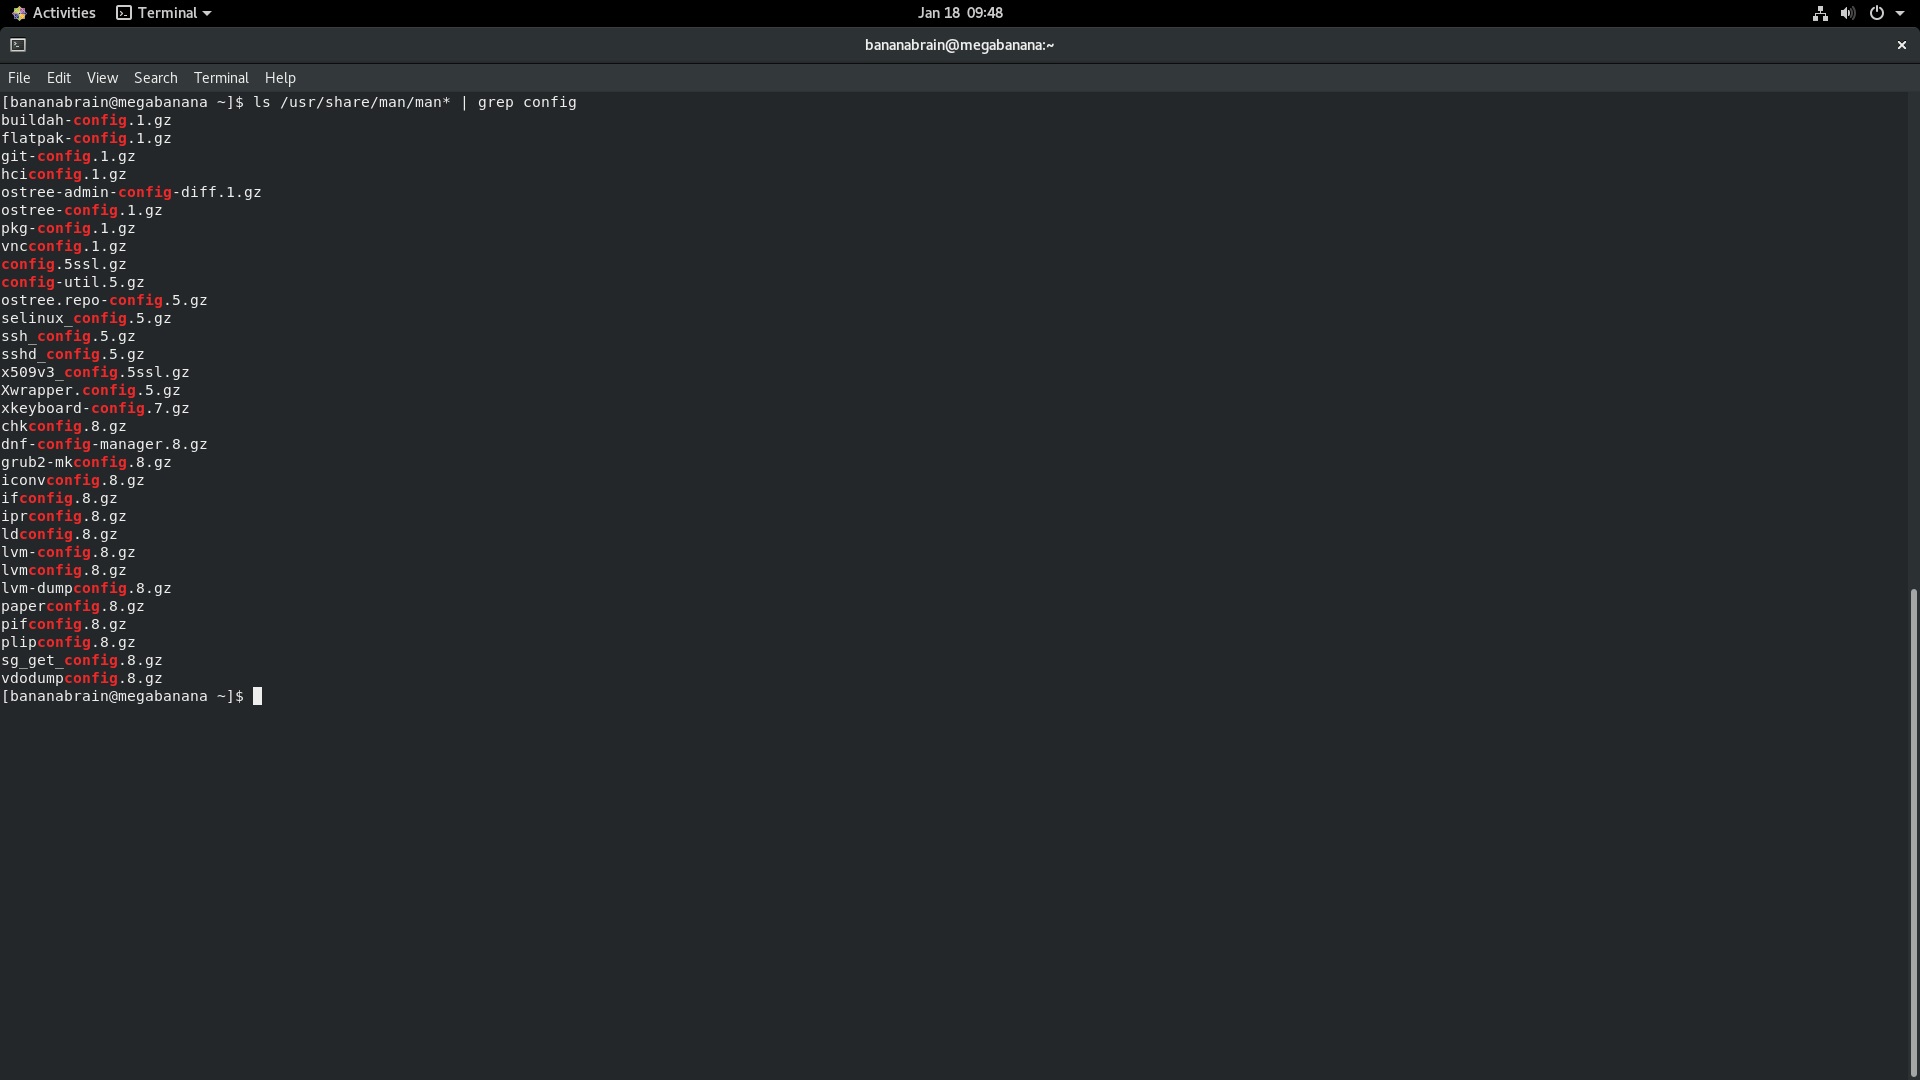 Activities Terminal Jan 18 09:48
bananabrain@megabanana:~
File Edit View Search Terminal Help
[bananabrain@megabanana ~]$ ls /usr/share/man/man* | grep config
buildah-config.1.gz
flatpak-config.1.gz
git-config.1.gz
hciconfig.1.gz
ostree-admin-config-diff.1.gz
ostree-config.1.gz
pkg-config.1.gz
vncconfig.1.gz
config.5ssl.gz
config-util.5.gz
ostree.repo-config.5.gz
selinux_config.5.gz
ssh_config.5.gz
sshd_config.5.gz
x509v3_config.5ssl.gz
Xwrapper.config.5.gz
xkeyboard-config.7.gz
chkconfig.8.gz
dnf-config-manager.8.gz
grub2-mkconfig.8.gz
iconvconfig.8.gz
ifconfig.8.gz
iprconfig.8.gz
ldconfig.8.gz
lvm-config.8.gz
lvmconfig.8.gz
lvm-dumpconfig.8.gz
paperconfig.8.gz
pifconfig.8.gz
plipconfig.8.gz
sg_get_config.8.gz
vdodumpconfig.8.gz
[bananabrain@megabanana ~]$